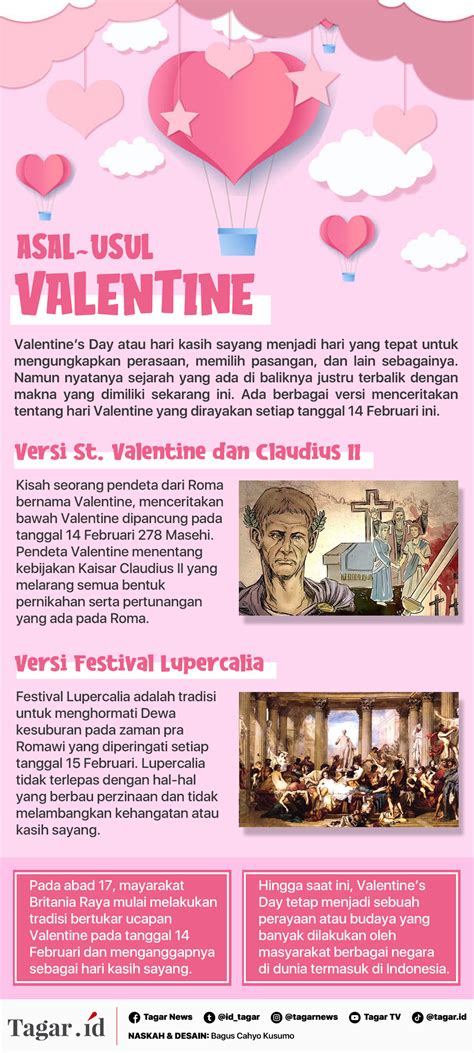 ASAL-USUL
VALENTINE
Valentine's Day atau hari kasih sayang menjadi hari yang tepat untuk
mengungkapkan perasaan, memilih pasangan, dan lain sebagainya.
Namun nyatanya sejarah yang ada di baliknya justru terbalik dengan
makna yang dimiliki sekarang ini. Ada berbagai versi menceritakan
tentang hari Valentine yang dirayakan setiap tanggal 14 Februari ini.
Versi St. Valentine dan Claudius II
Kisah seorang pendeta dari Roma
bernama Valentine, menceritakan
bawah Valentine dipancung pada
tanggal 14 Februari 278 Masehi.
Pendeta Valentine menentang
kebijakan Kaisar Claudius II yang
melarang semua bentuk
pernikahan serta pertunangan
yang ada pada Roma.
Versi Festival Lupercalia
Festival Lupercalia adalah tradisi
untuk menghormati Dewa
kesuburan pada zaman pra
Romawi yang diperingati setiap
tanggal 15 Februari. Lupercalia
tidak terlepas dengan hal-hal
yang berbau perzinaan dan tidak
melambangkan kehangatan atau
kasih sayang.
Pada abad 17, mayarakat
Britania Raya mulai melakukan
tradisi bertukar ucapan
Valentine pada tanggal 14
Februari dan menganggapnya
sebagai hari kasih sayang.
Hingga saat ini, Valentine's
Day tetap menjadi sebuah
perayaan atau budaya yang
banyak dilakukan oleh
masyarakat berbagai negara
di dunia termasuk di Indonesia.
Tagar.id
Tagar News @id_tagar @tagarnews Tagar TV @tagar.id
NASKAH & DESAIN: Bagus Cahyo Kusumo